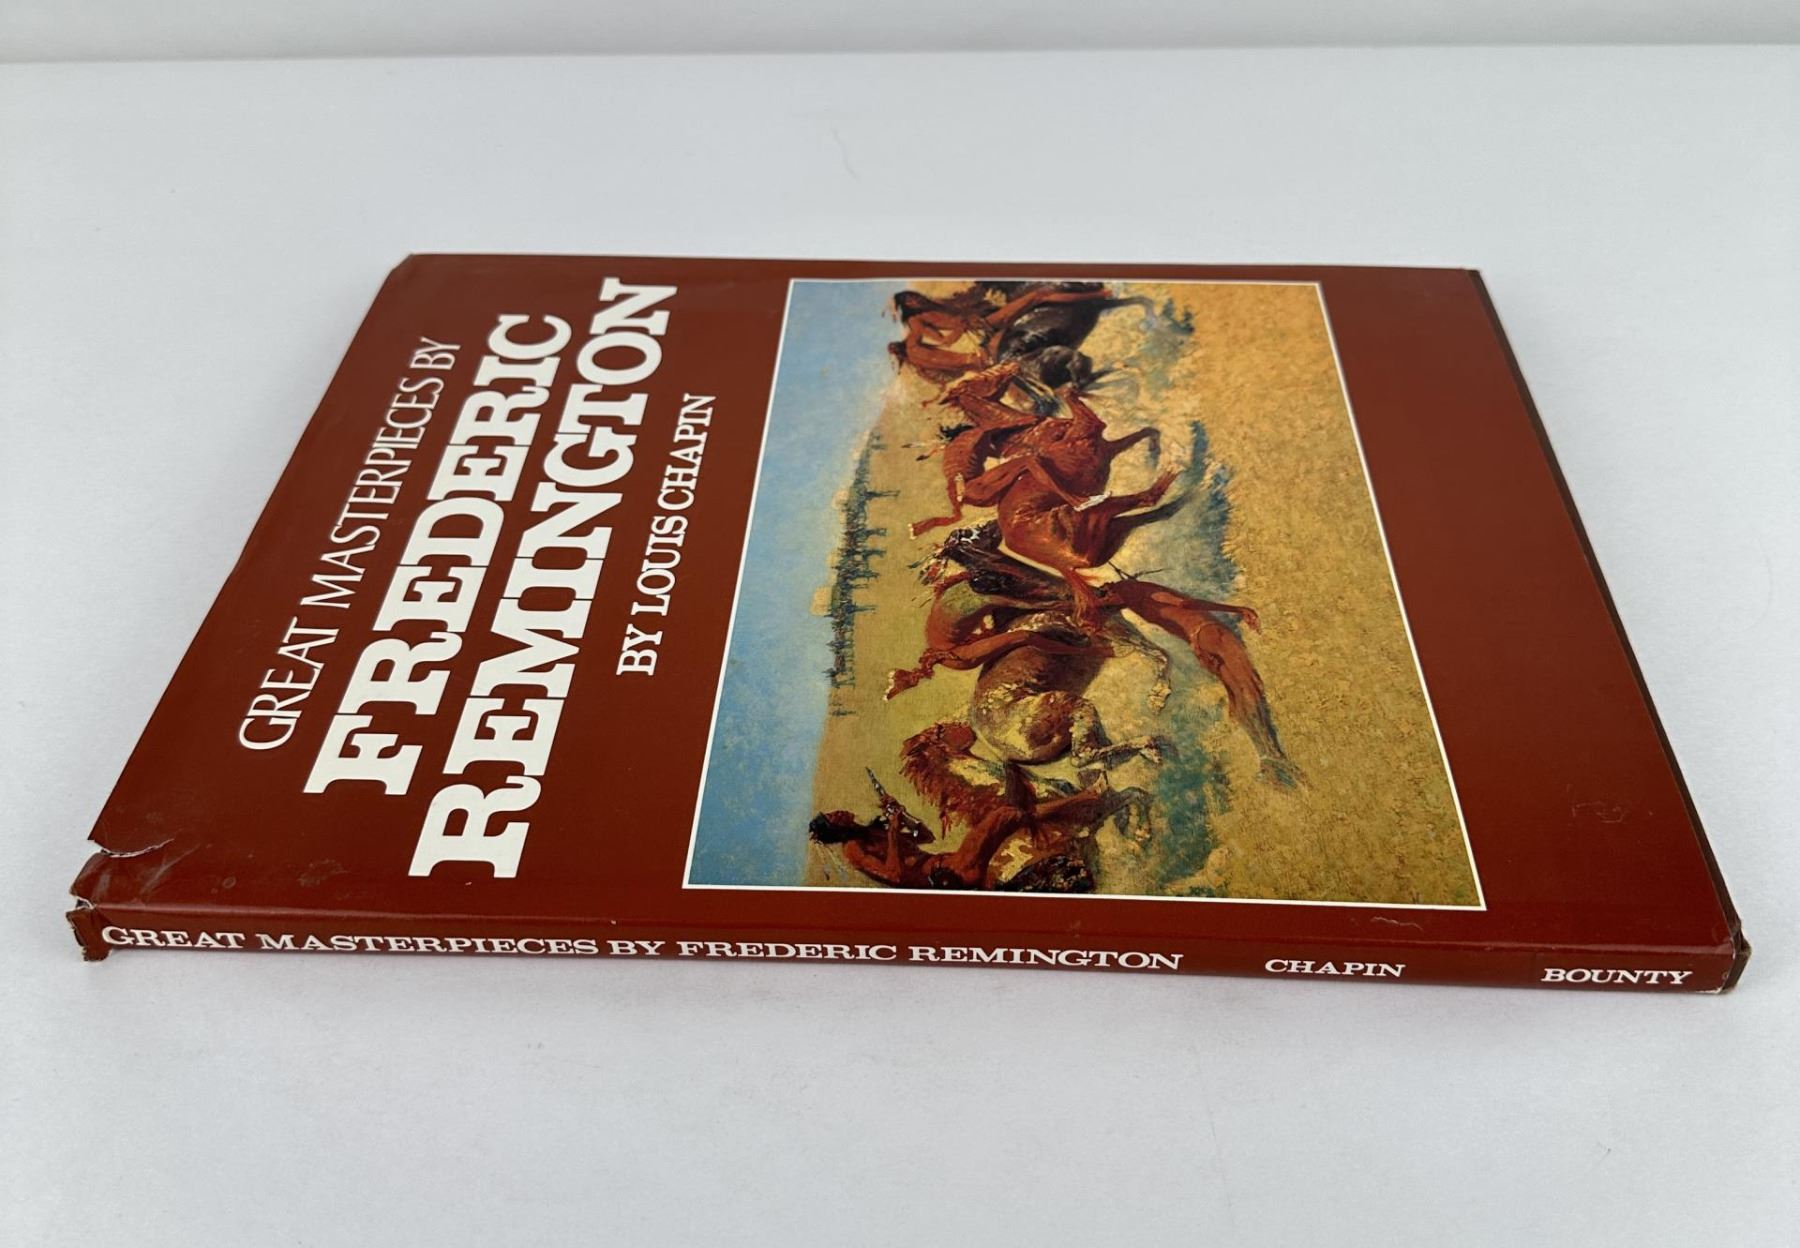 GREAT MASTERPIECES BY
FREDERIC
REMINGTON
BY LOUIS CHAPIN
GREAT MASTERPIECES BY FREDERIC REMINGTON CHAPIN BOUNTY